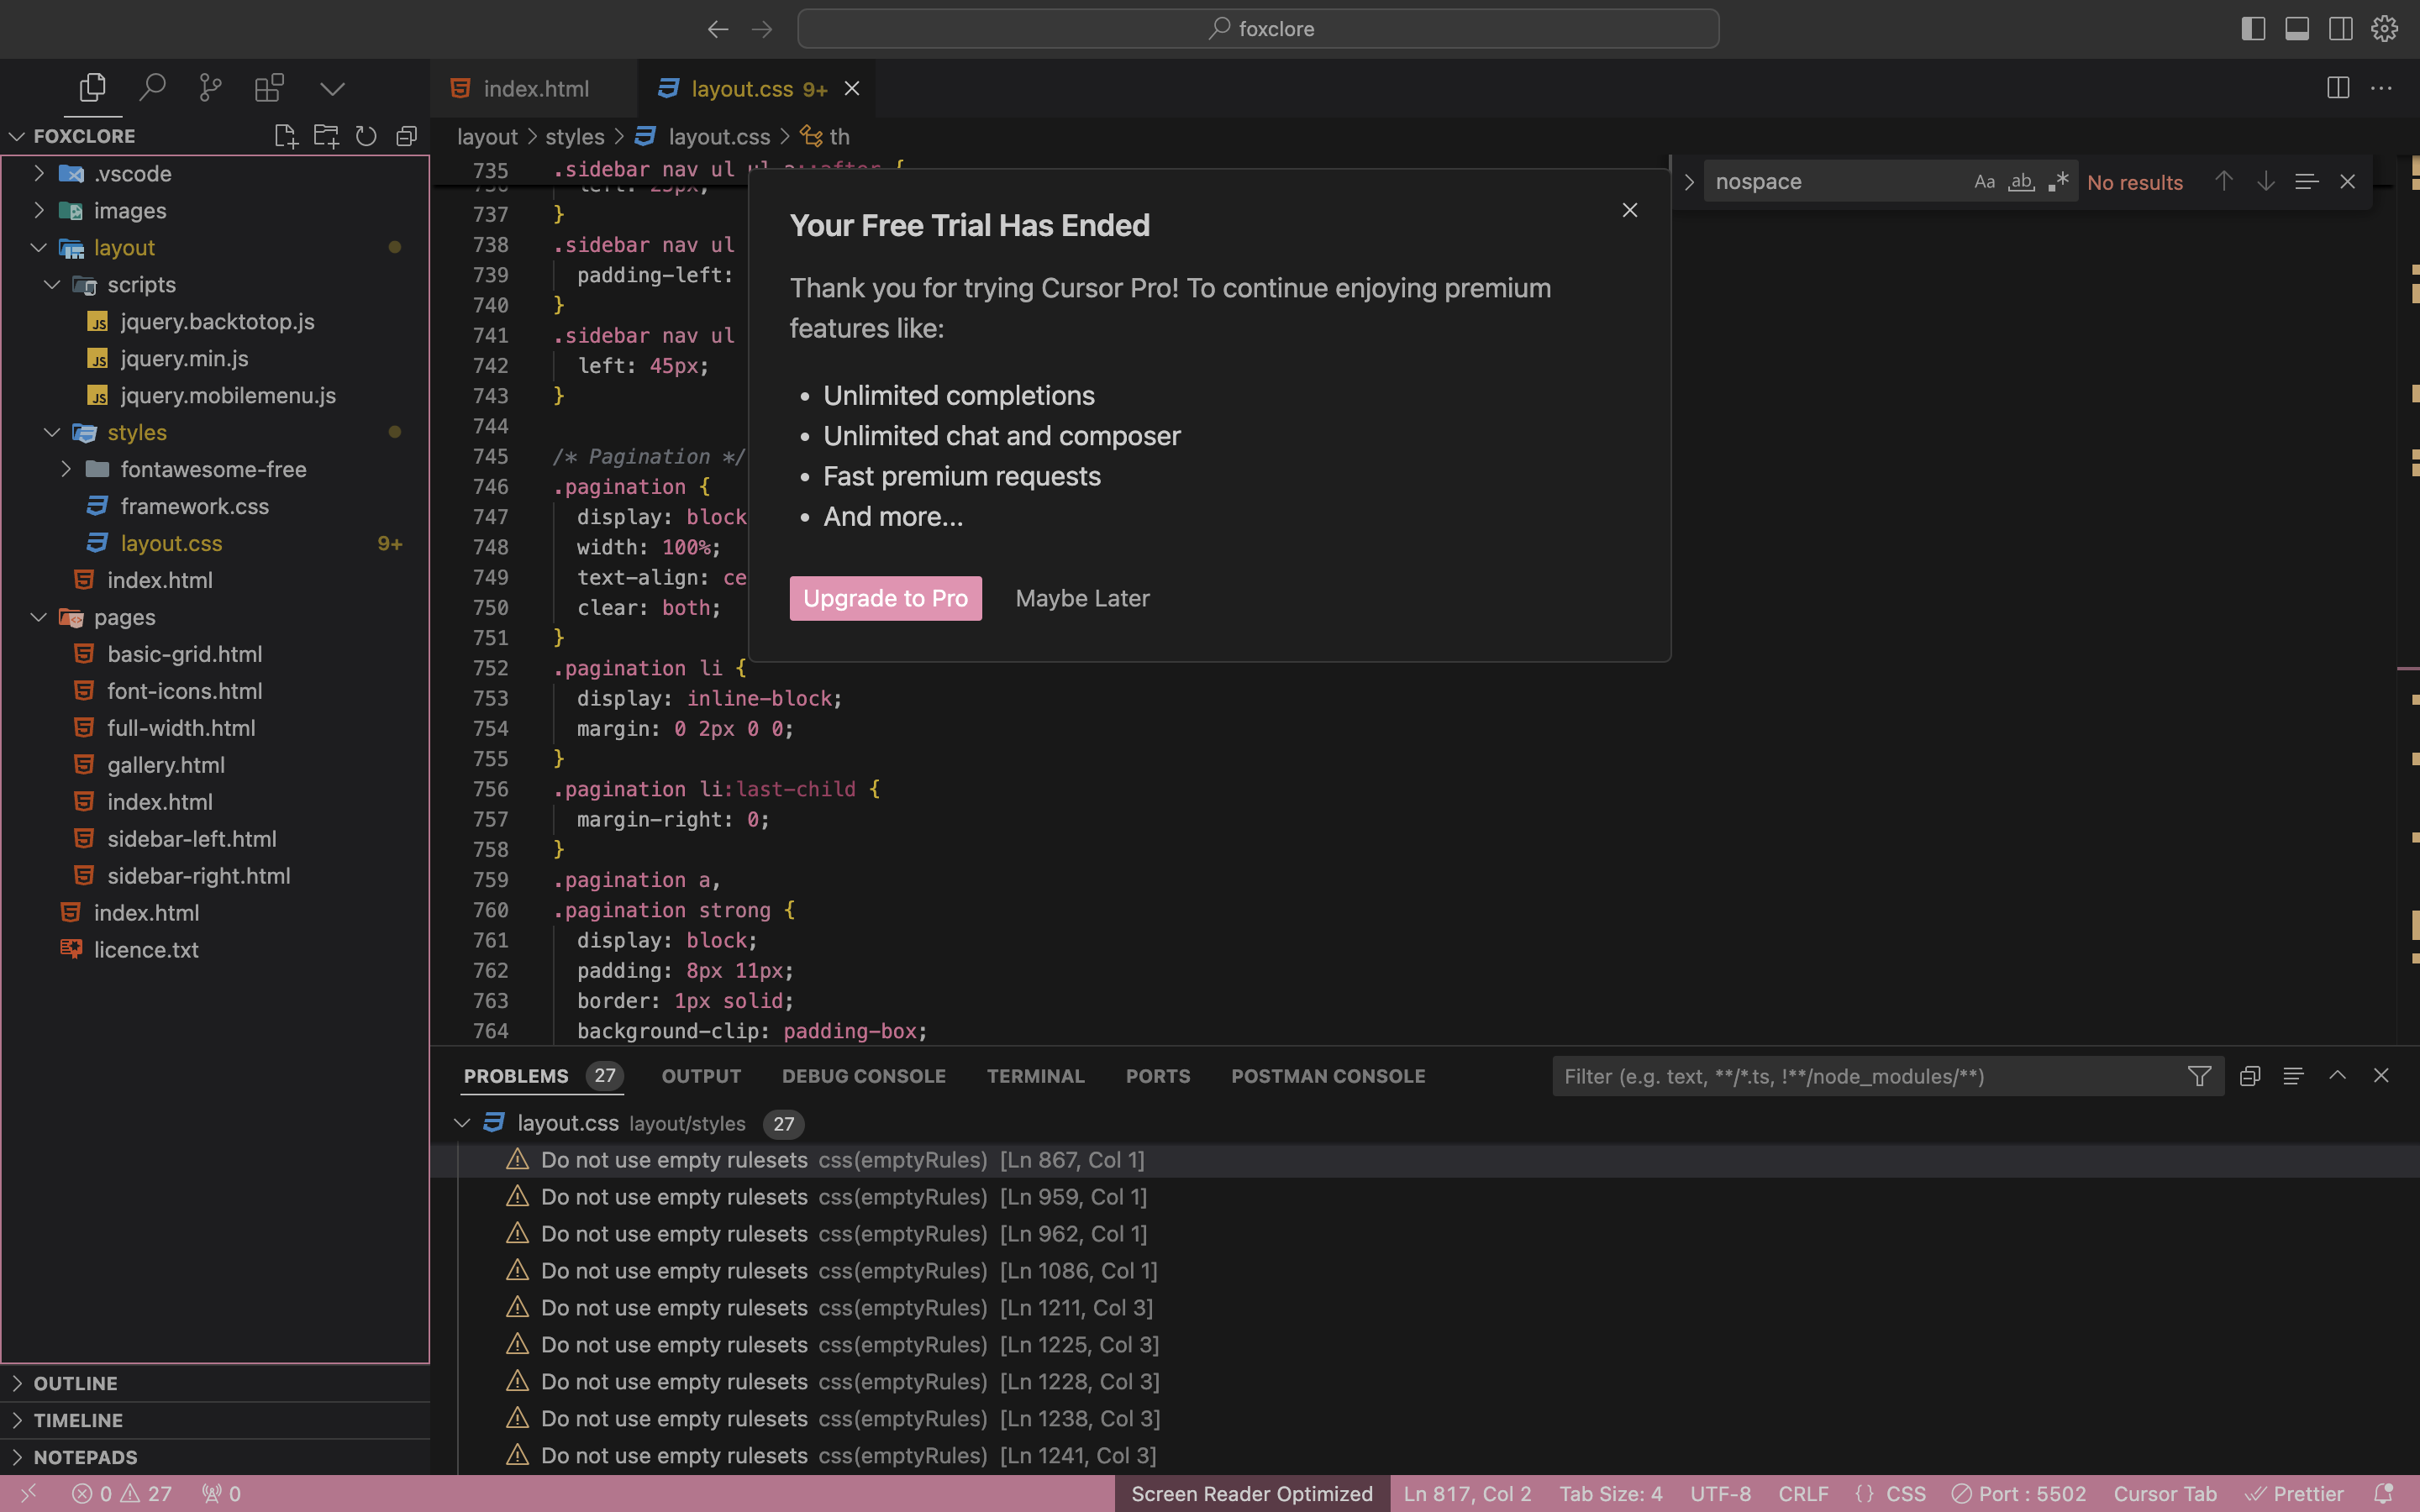 foxclore
FOXCLORE
.vscode
images
layout
scripts
jquery.backtotop.js
jquery.min.js
jquery.mobilemenu.js
styles
fontawesome-free
framework.css
layout.css 9+
index.html
pages
basic-grid.html
font-icons.html
full-width.html
gallery.html
index.html
sidebar-left.html
sidebar-right.html
index.html
licence.txt
OUTLINE
TIMELINE
NOTEPADS
index.html
layout.css 9+
layout > styles > layout.css > th
735 .sidebar nav ul ul a::after {
736 left: 25px;
737 }
738 .sidebar nav ul
739 padding-left:
740 }
741 .sidebar nav ul
742 left: 45px;
743 }
744
745 /* Pagination */
746 .pagination {
747 display: block
748 width: 100%;
749 text-align: ce
750 clear: both;
751 }
752 .pagination li {
753 display: inline-block;
754 margin: 0 2px 0 0;
755 }
756 .pagination li:last-child {
757 margin-right: 0;
758 }
759 .pagination a,
760 .pagination strong {
761 display: block;
762 padding: 8px 11px;
763 border: 1px solid;
764 background-clip: padding-box;
nospace Aa ab .* No results
Your Free Trial Has Ended
Thank you for trying Cursor Pro! To continue enjoying premium
features like:
• Unlimited completions
• Unlimited chat and composer
• Fast premium requests
• And more...
Upgrade to Pro Maybe Later
PROBLEMS 27 OUTPUT DEBUG CONSOLE TERMINAL PORTS POSTMAN CONSOLE Filter (e.g. text, **/*.ts, !**/node_modules/**)
layout.css layout/styles 27
Do not use empty rulesets css(emptyRules) [Ln 867, Col 1]
Do not use empty rulesets css(emptyRules) [Ln 959, Col 1]
Do not use empty rulesets css(emptyRules) [Ln 962, Col 1]
Do not use empty rulesets css(emptyRules) [Ln 1086, Col 1]
Do not use empty rulesets css(emptyRules) [Ln 1211, Col 3]
Do not use empty rulesets css(emptyRules) [Ln 1225, Col 3]
Do not use empty rulesets css(emptyRules) [Ln 1228, Col 3]
Do not use empty rulesets css(emptyRules) [Ln 1238, Col 3]
Do not use empty rulesets css(emptyRules) [Ln 1241, Col 3]
0 27 0 Screen Reader Optimized Ln 817, Col 2 Tab Size: 4 UTF-8 CRLF {} CSS Port : 5502 Cursor Tab Prettier